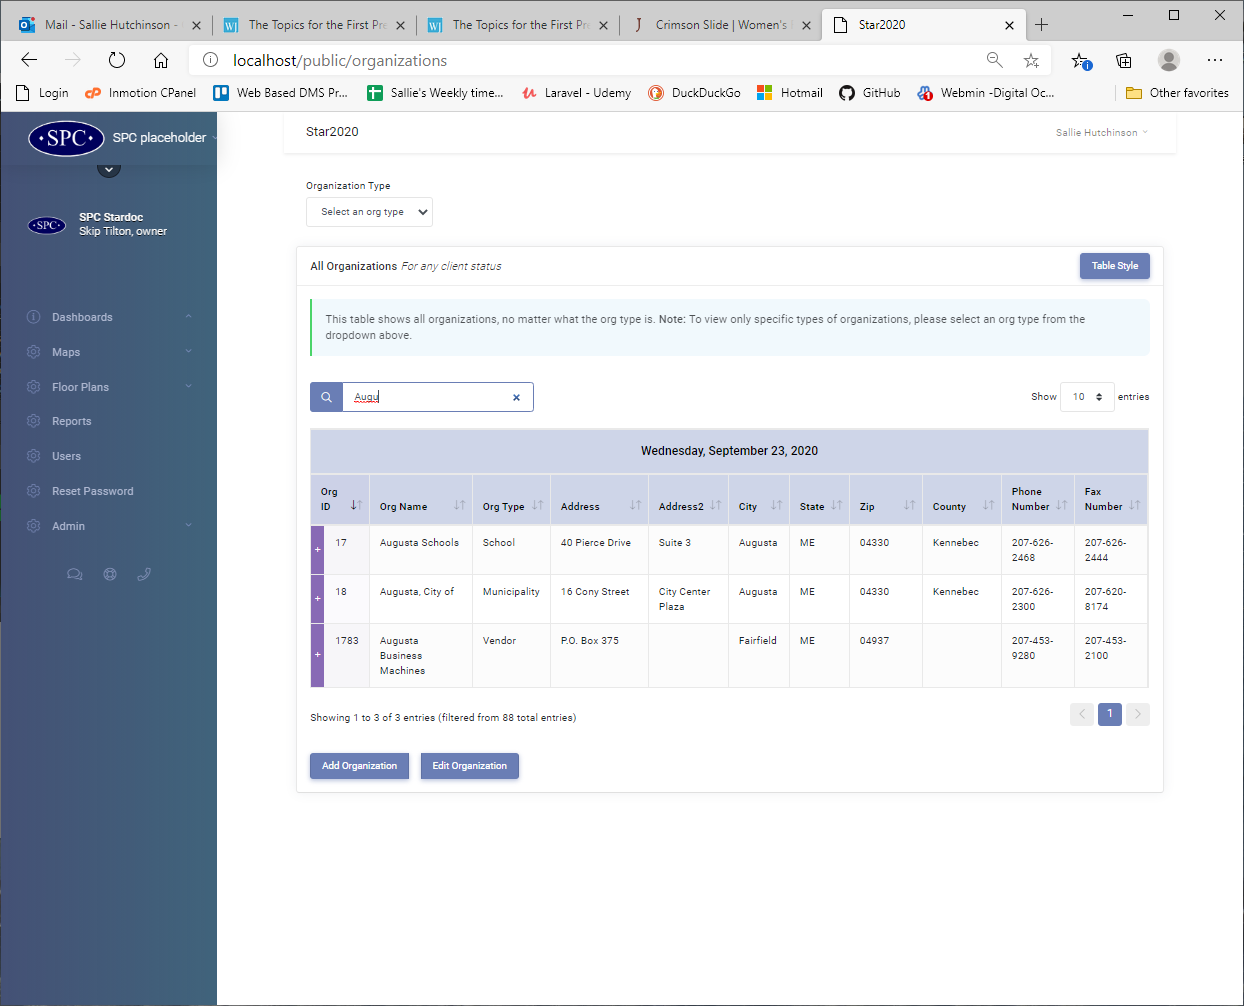 Mail - Sallie Hutchinson -
The Topics for the First Pre
The Topics for the First Pr
Crimson Slide | Women's
Star2020
localhost/public/organizations
Login
Inmotion CPanel
Web Based DMS Pr...
Sallie's Weekly time...
Laravel - Udemy
DuckDuckGo
Hotmail
GitHub
Webmin -Digital Oc...
Other favorites
SPC
SPC placeholder
Star2020
Sallie Hutchinson
SPC
SPC Stardoc
Skip Tilton, owner
Dashboards
Maps
Floor Plans
Reports
Users
Reset Password
Admin
Organization Type
Select an org type
All Organizations For any client status
Table Style
This table shows all organizations, no matter what the org type is. Note: To view only specific types of organizations, please select an org type from the
dropdown above.
Augu
Show 10 entries
Wednesday, September 23, 2020
Org ID Org Name Org Type Address Address2 City State Zip County Phone Number Fax Number
17 Augusta Schools School 40 Pierce Drive Suite 3 Augusta ME 04330 Kennebec 207-626-2468 207-626-2444
18 Augusta, City of Municipality 16 Cony Street City Center Plaza Augusta ME 04330 Kennebec 207-626-2300 207-620-8174
1783 Augusta Business Machines Vendor P.O. Box 375 Fairfield ME 04937 207-453-9280 207-453-2100
Showing 1 to 3 of 3 entries (filtered from 88 total entries)
1
Add Organization
Edit Organization